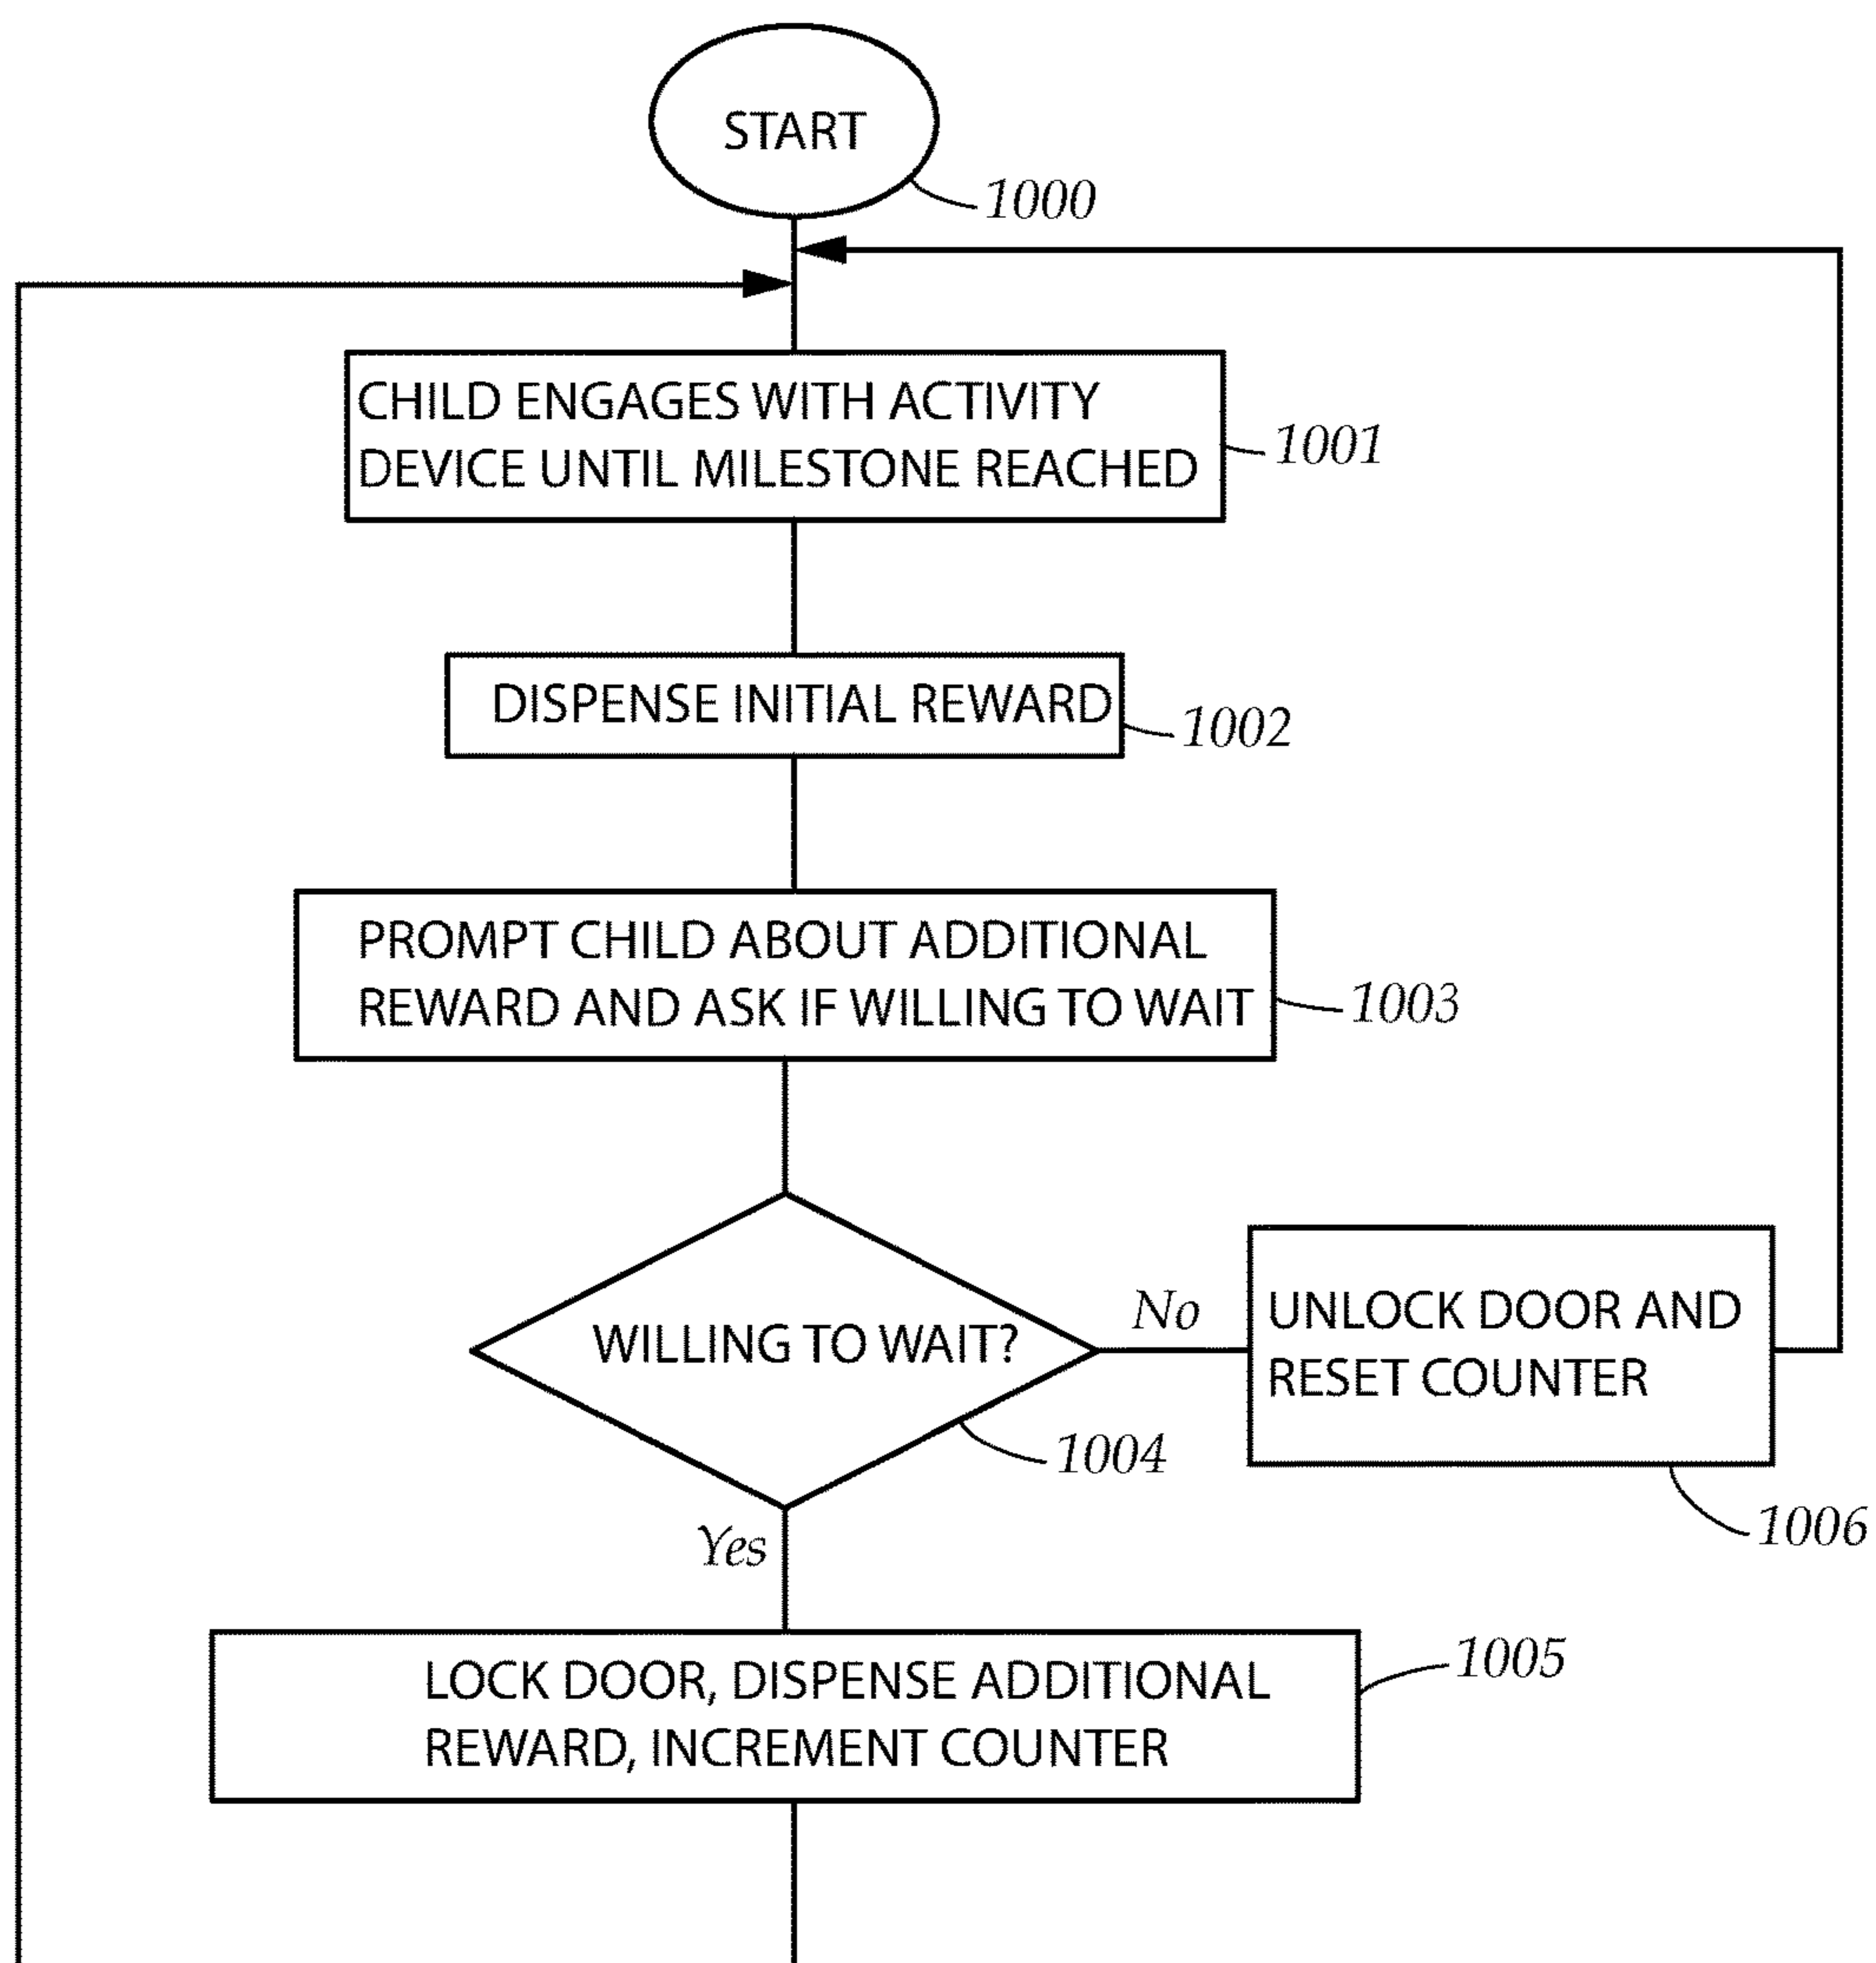 START
1000
CHILD ENGAGES WITH ACTIVITY
DEVICE UNTIL MILESTONE REACHED
1001
DISPENSE INITIAL REWARD
1002
PROMPT CHILD ABOUT ADDITIONAL
REWARD AND ASK IF WILLING TO WAIT
1003
WILLING TO WAIT?
1004
No
UNLOCK DOOR AND
RESET COUNTER
1006
Yes
LOCK DOOR, DISPENSE ADDITIONAL
REWARD, INCREMENT COUNTER
1005